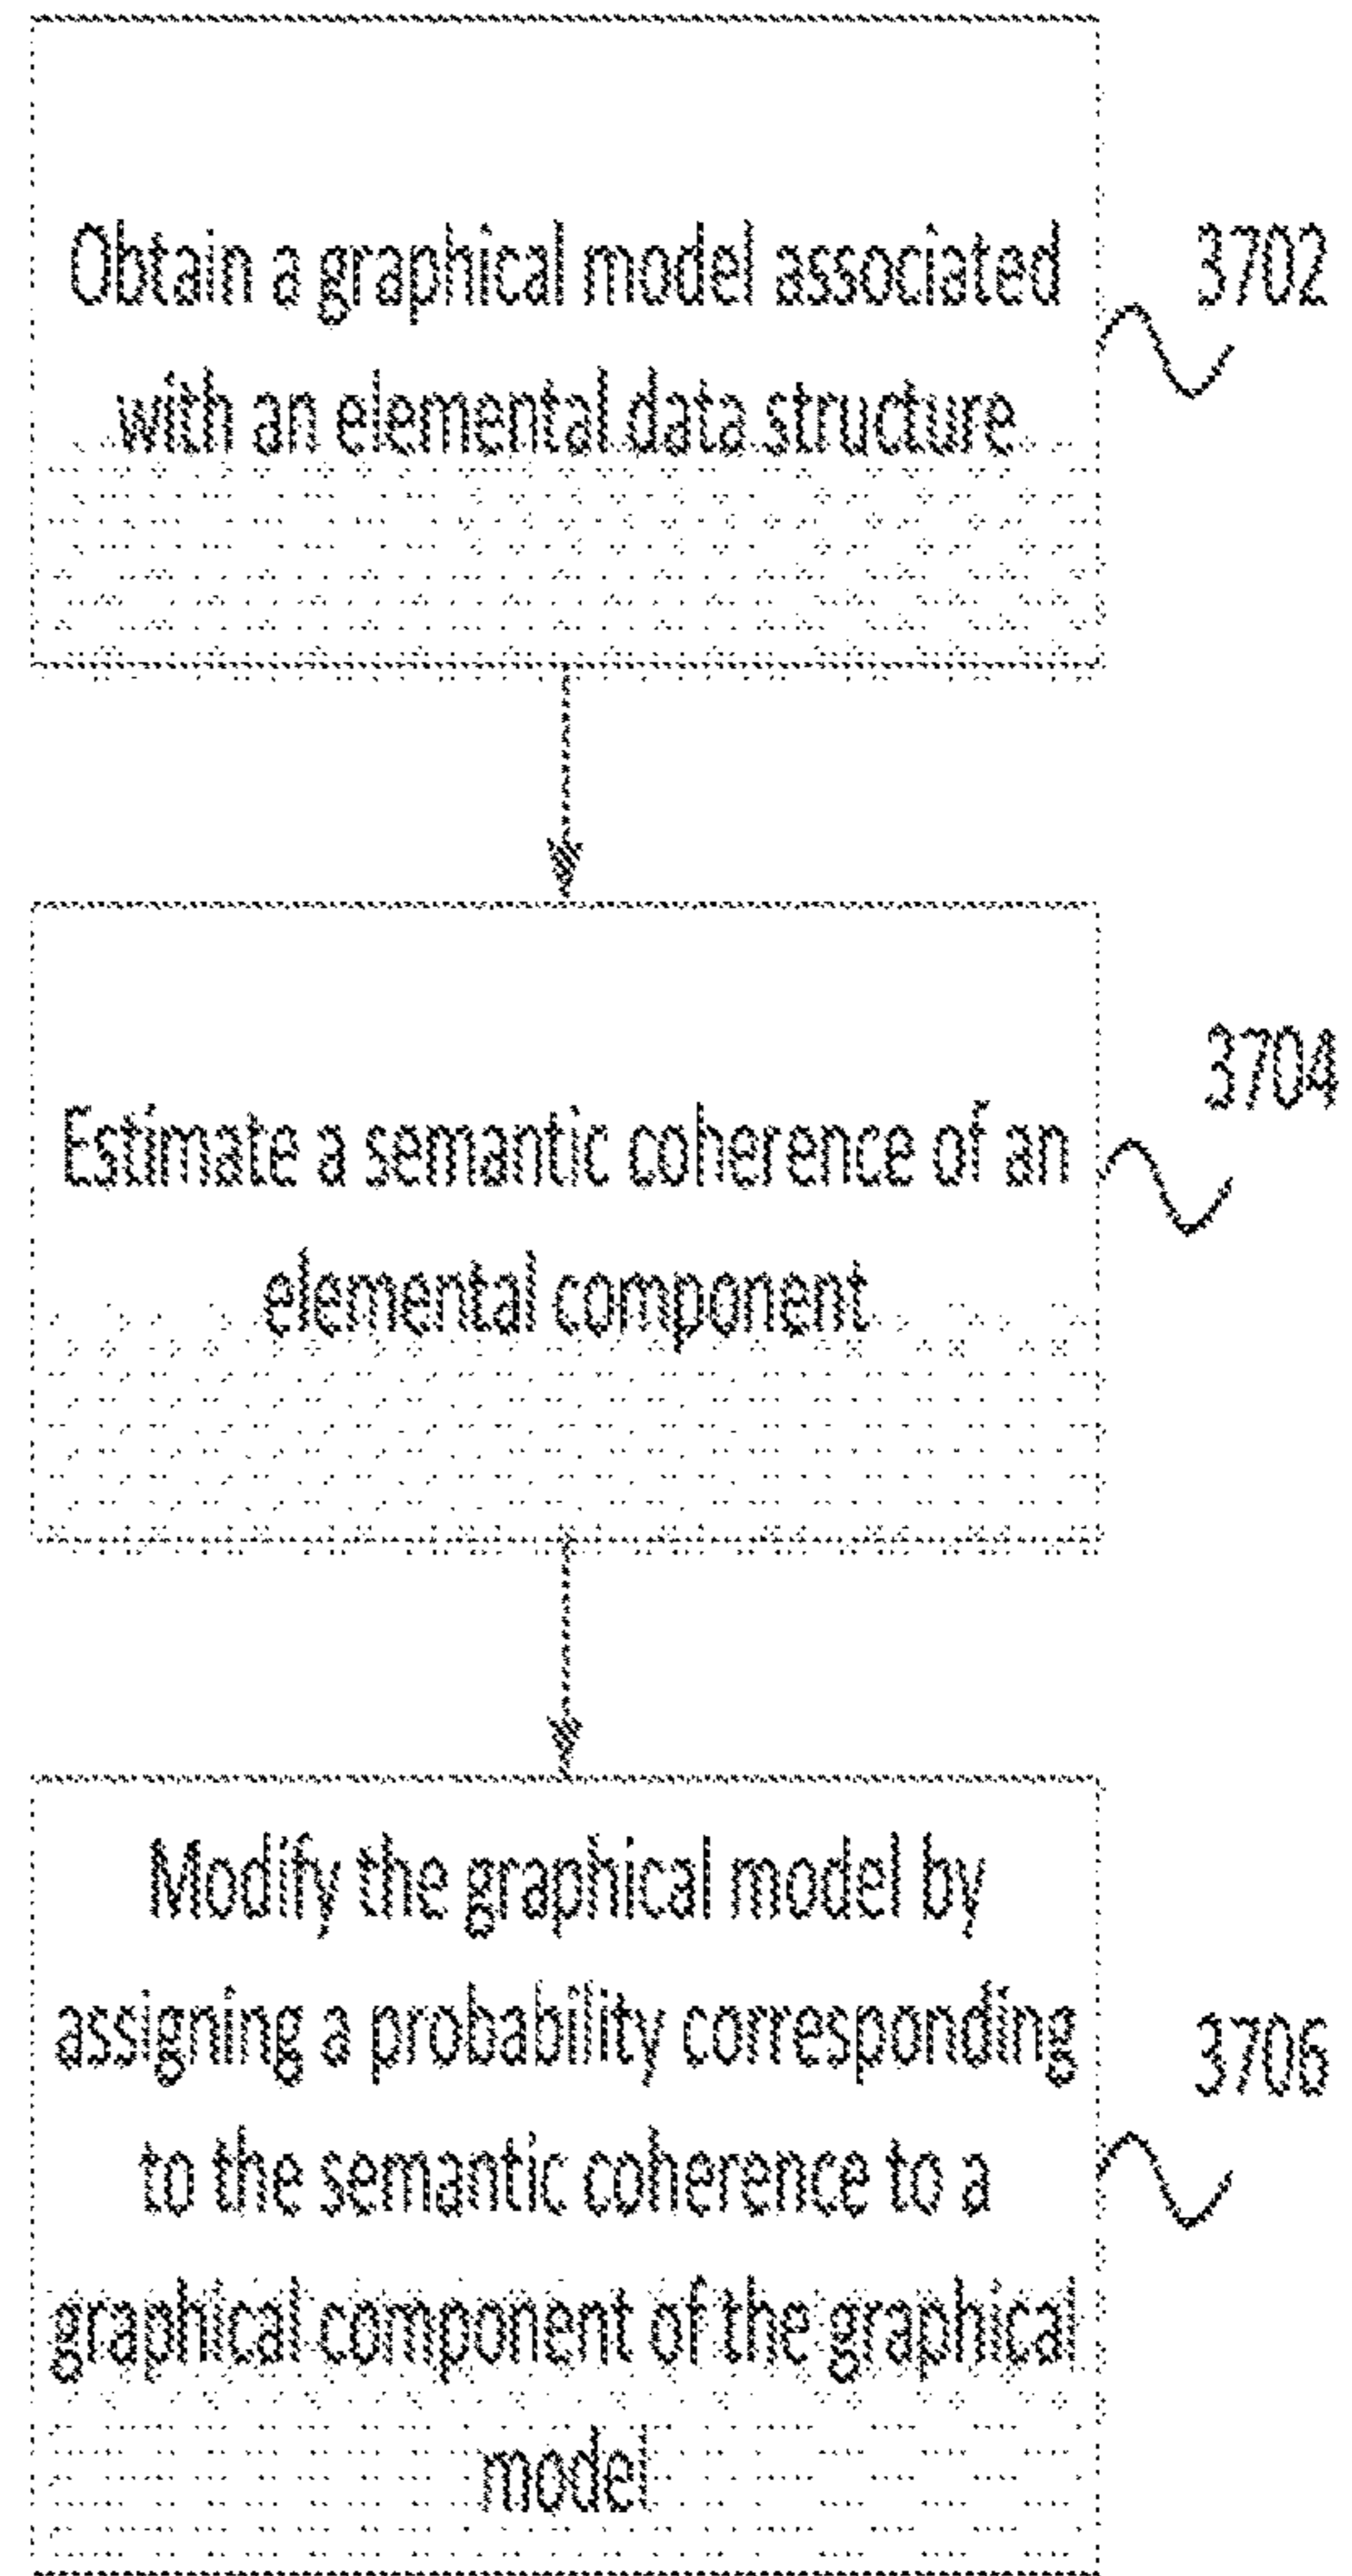 Obtain a graphical model associated
with an elemental data structure
3702
Estimate a semantic coherence of an
elemental component
3704
Modify the graphical model by
assigning a probability corresponding
to the semantic coherence to a
graphical component of the graphical
model
3706